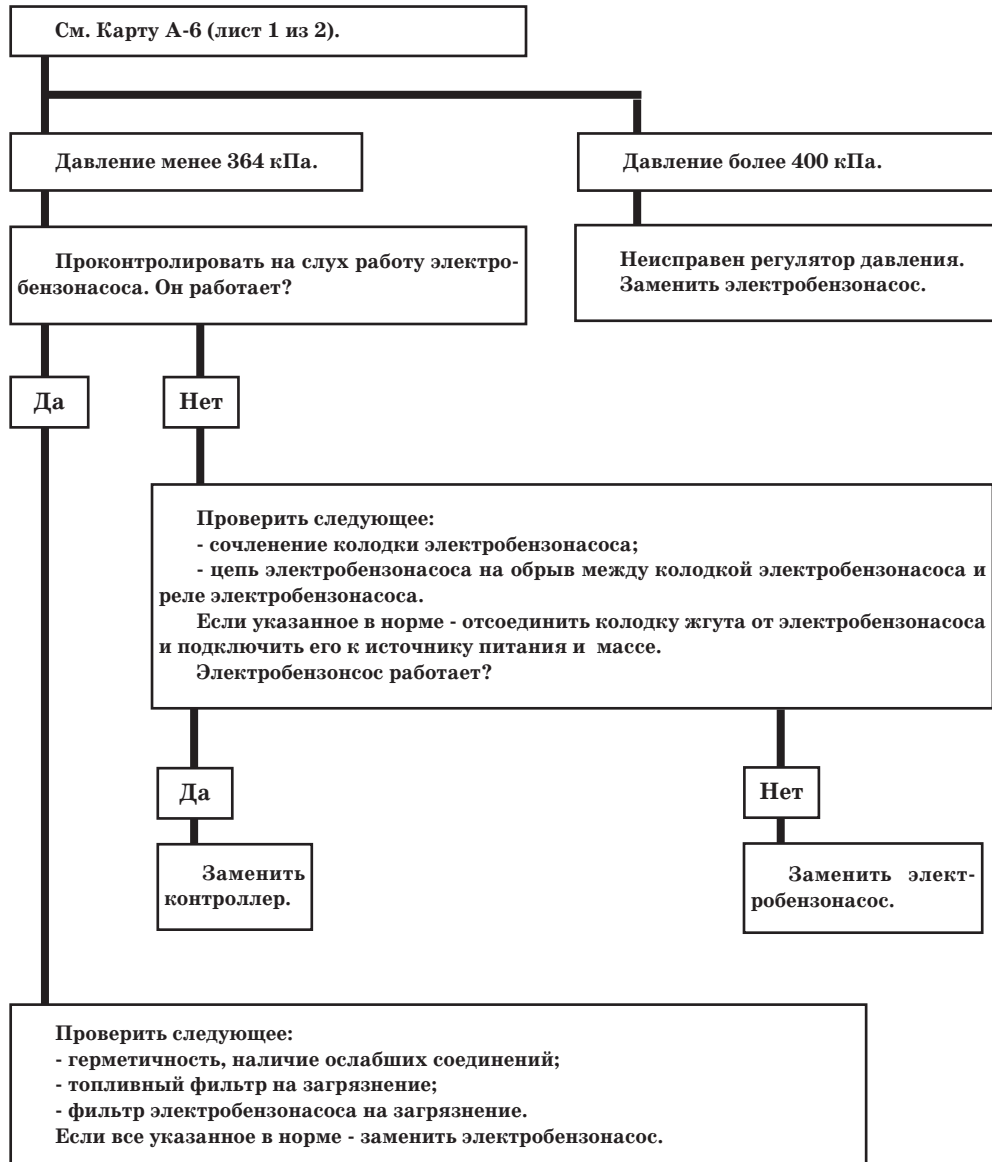 См. Карту А-6 (лист 1 из 2).
Давление менее 364 кПа.
Давление более 400 кПа.
Проконтролировать на слух работу электро-
бензонасоса. Он работает?
Неисправен регулятор давления.
Заменить электробензонасос.
Да
Нет
Проверить следующее:
- сочленение колодки электробензонасоса;
- цепь электробензонасоса на обрыв между колодкой электробензонасоса и
реле электробензонасоса.
Если указанное в норме - отсоединить колодку жгута от электробензонасоса
и подключить его к источнику питания и массе.
Электробензонсос работает?
Да
Нет
Заменить
контроллер.
Заменить элект-
робензонасос.
Проверить следующее:
- герметичность, наличие ослабших соединений;
- топливный фильтр на загрязнение;
- фильтр электробензонасоса на загрязнение.
Если все указанное в норме - заменить электробензонасос.